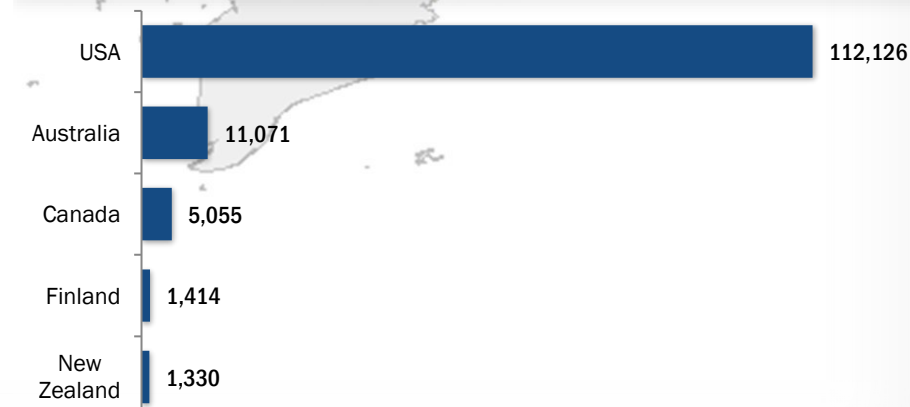 USA 112,126
Australia 11,071
Canada 5,055
Finland 1,414
New
Zealand 1,330